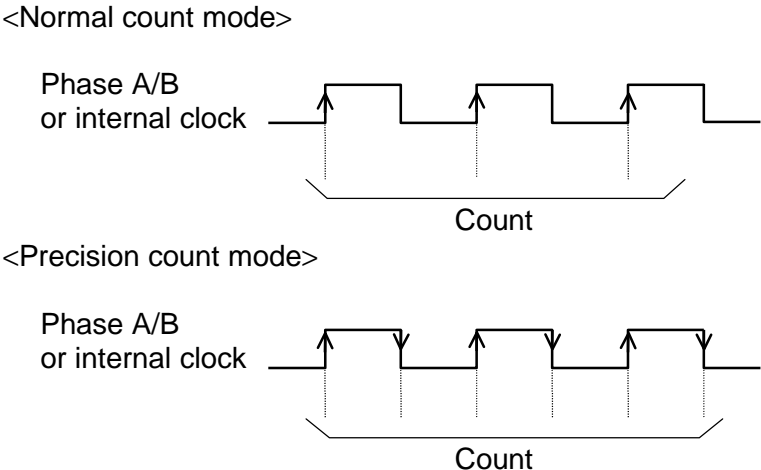 <Normal count mode>
Phase A/B
or internal clock
Count
<Precision count mode>
Phase A/B
or internal clock
Count